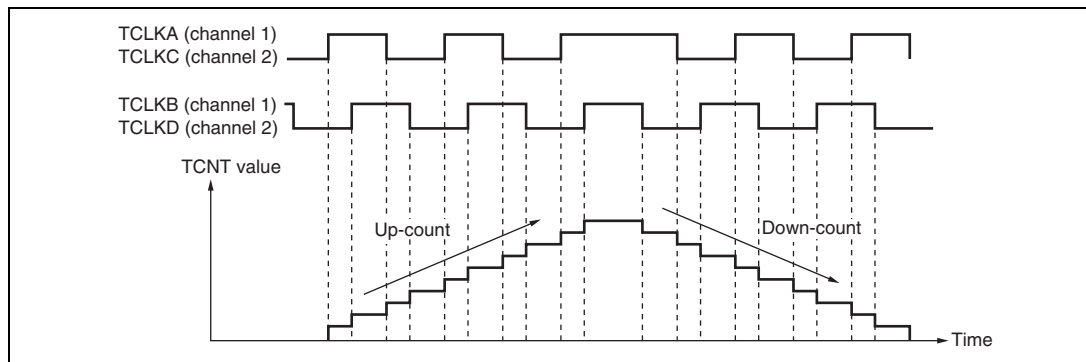 TCLKA (channel 1)
TCLKC (channel 2)
TCLKB (channel 1)
TCLKD (channel 2)
TCNT value
Up-count
Down-count
Time